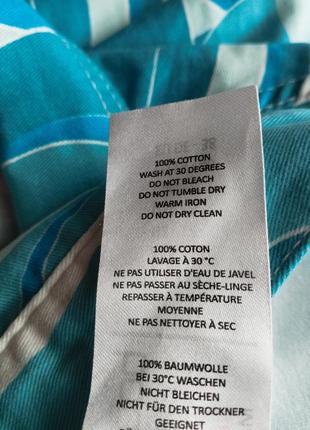 100% COTTON
WASH AT 30 DEGREES
DO NOT BLEACH
DO NOT TUMBLE DRY
WARM IRON
DO NOT DRY CLEAN
100% COTON
LAVAGE À 30 °C
NE PAS UTILISER D'EAU DE JAVEL
NE PAS PASSER AU SÈCHE-LINGE
REPASSER À TEMPÉRATURE
MOYENNE
NE PAS NETTOYER À SEC
100% BAUMWOLLE
BEI 30°C WASCHEN
NICHT BLEICHEN
NICHT FÜR DEN TROCKNER
GEEIGNET